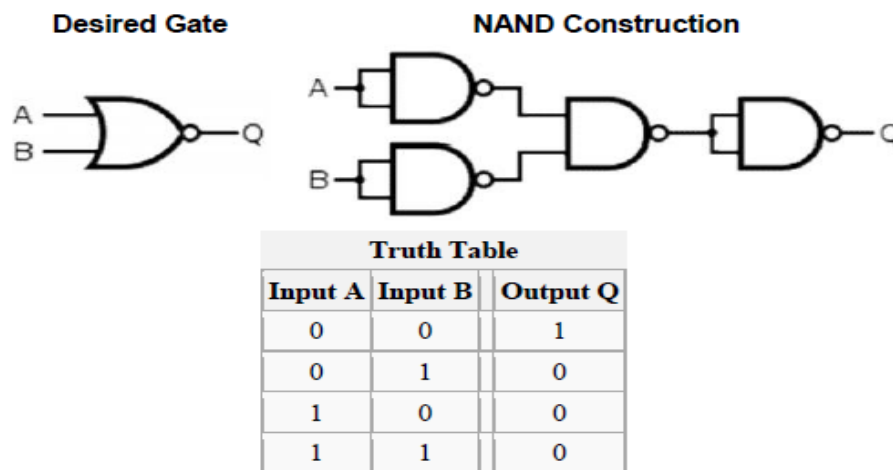 Desired Gate
NAND Construction
A
B
Q
A
B
Truth Table
Input A Input B Output Q
0 0 1
0 1 0
1 0 0
1 1 0